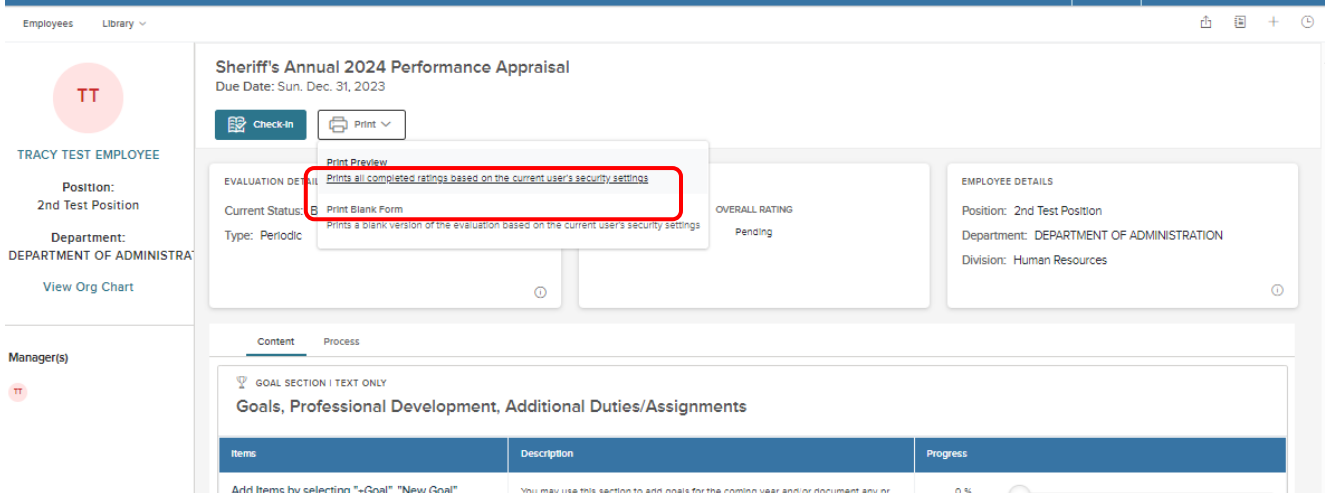 Employees Library
TT
TRACY TEST EMPLOYEE
Position:
2nd Test Position
Department:
DEPARTMENT OF ADMINISTRA
View Org Chart
Manager(s)
TT
Sheriff's Annual 2024 Performance Appraisal
Due Date: Sun. Dec. 31, 2023
Check-In Print
Print Preview
Prints all completed ratings based on the current user's security settings
Print Blank Form
Prints a blank version of the evaluation based on the current user's security settings
EVALUATION DETAIL
Current Status: B
Type: Periodic
OVERALL RATING
Pending
EMPLOYEE DETAILS
Position: 2nd Test Position
Department: DEPARTMENT OF ADMINISTRATION
Division: Human Resources
Content Process
GOAL SECTION | TEXT ONLY
Goals, Professional Development, Additional Duties/Assignments
Items Description Progress
Add Items by selecting "+Goal" "New Goal" You may use this section to add goals for the coming year and/or document any pr 0 %